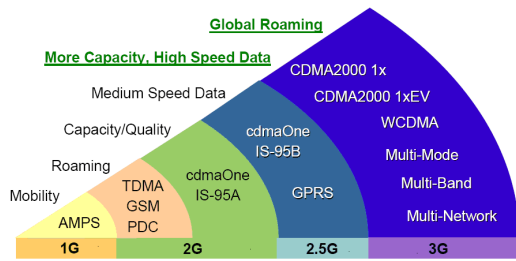 Global Roaming
More Capacity, High Speed Data
Medium Speed Data
Capacity/Quality
Roaming
Mobility
AMPS
TDMA
GSM
PDC
cdmaOne
IS-95A
cdmaOne
IS-95B
GPRS
CDMA2000 1x
CDMA2000 1xEV
WCDMA
Multi-Mode
Multi-Band
Multi-Network
1G
2G
2.5G
3G